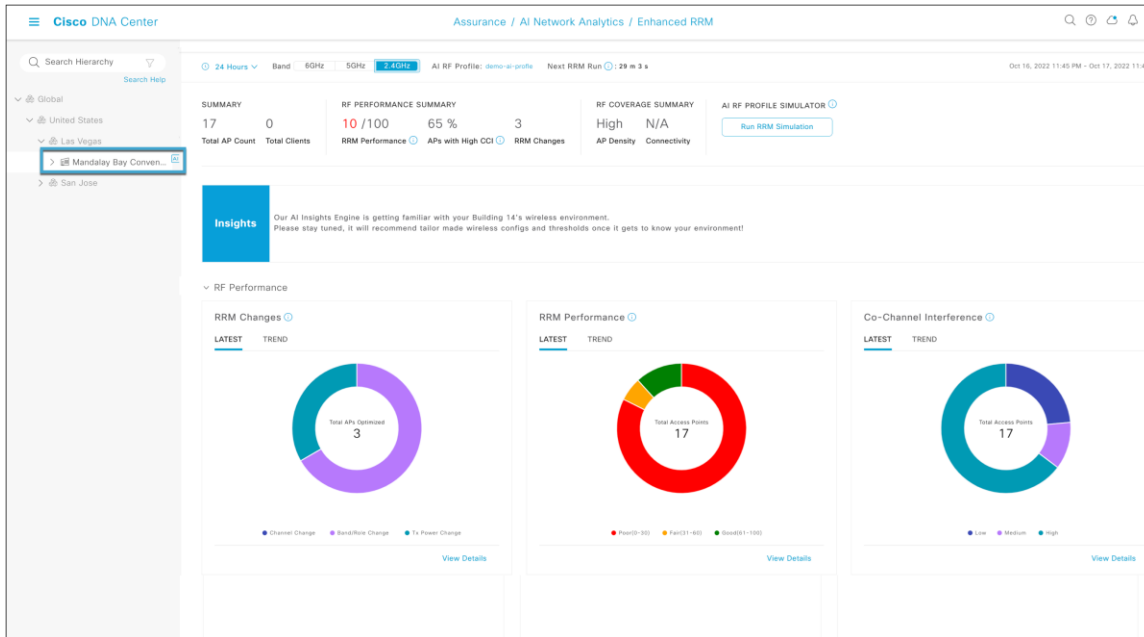 Cisco DNA Center
Assurance / AI Network Analytics / Enhanced RRM
Search Hierarchy
Search Help
Global
United States
Las Vegas
Mandalay Bay Conven... AI
San Jose
24 Hours Band 6GHz 5GHz 2.4GHz AI RF Profile: demo-ai-profile Next RRM Run : 29 m 3 s
Oct 16, 2022 11:45 PM - Oct 17, 2022
SUMMARY
17 0
Total AP Count Total Clients
RF PERFORMANCE SUMMARY
10 /100 65 % 3
RRM Performance APs with High CCI RRM Changes
RF COVERAGE SUMMARY
High N/A
AP Density Connectivity
AI RF PROFILE SIMULATOR
Run RRM Simulation
Insights
Our AI Insights Engine is getting familiar with your Building 14's wireless environment.
Please stay tuned, it will recommend tailor made wireless configs and thresholds once it gets to know your environment!
RF Performance
RRM Changes
LATEST TREND
Total APs Optimized
3
Channel Change Band/Role Change Tx Power Change
View Details
RRM Performance
LATEST TREND
Total Access Points
17
Poor(0-30) Fair(31-60) Good(61-100)
View Details
Co-Channel Interference
LATEST TREND
Total Access Points
17
Low Medium High
View Details